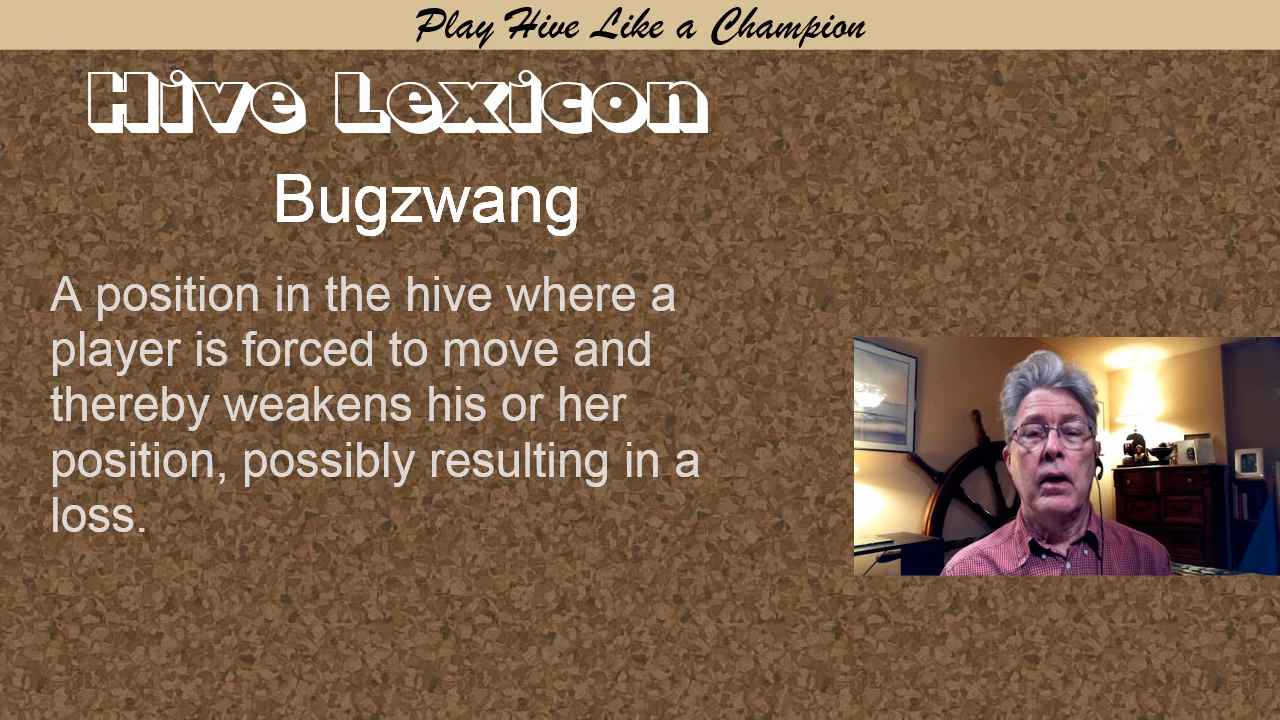 Play Hive Like a Champion
Hive Lexicon
Bugzwang
A position in the hive where a
player is forced to move and
thereby weakens his or her
position, possibly resulting in a
loss.